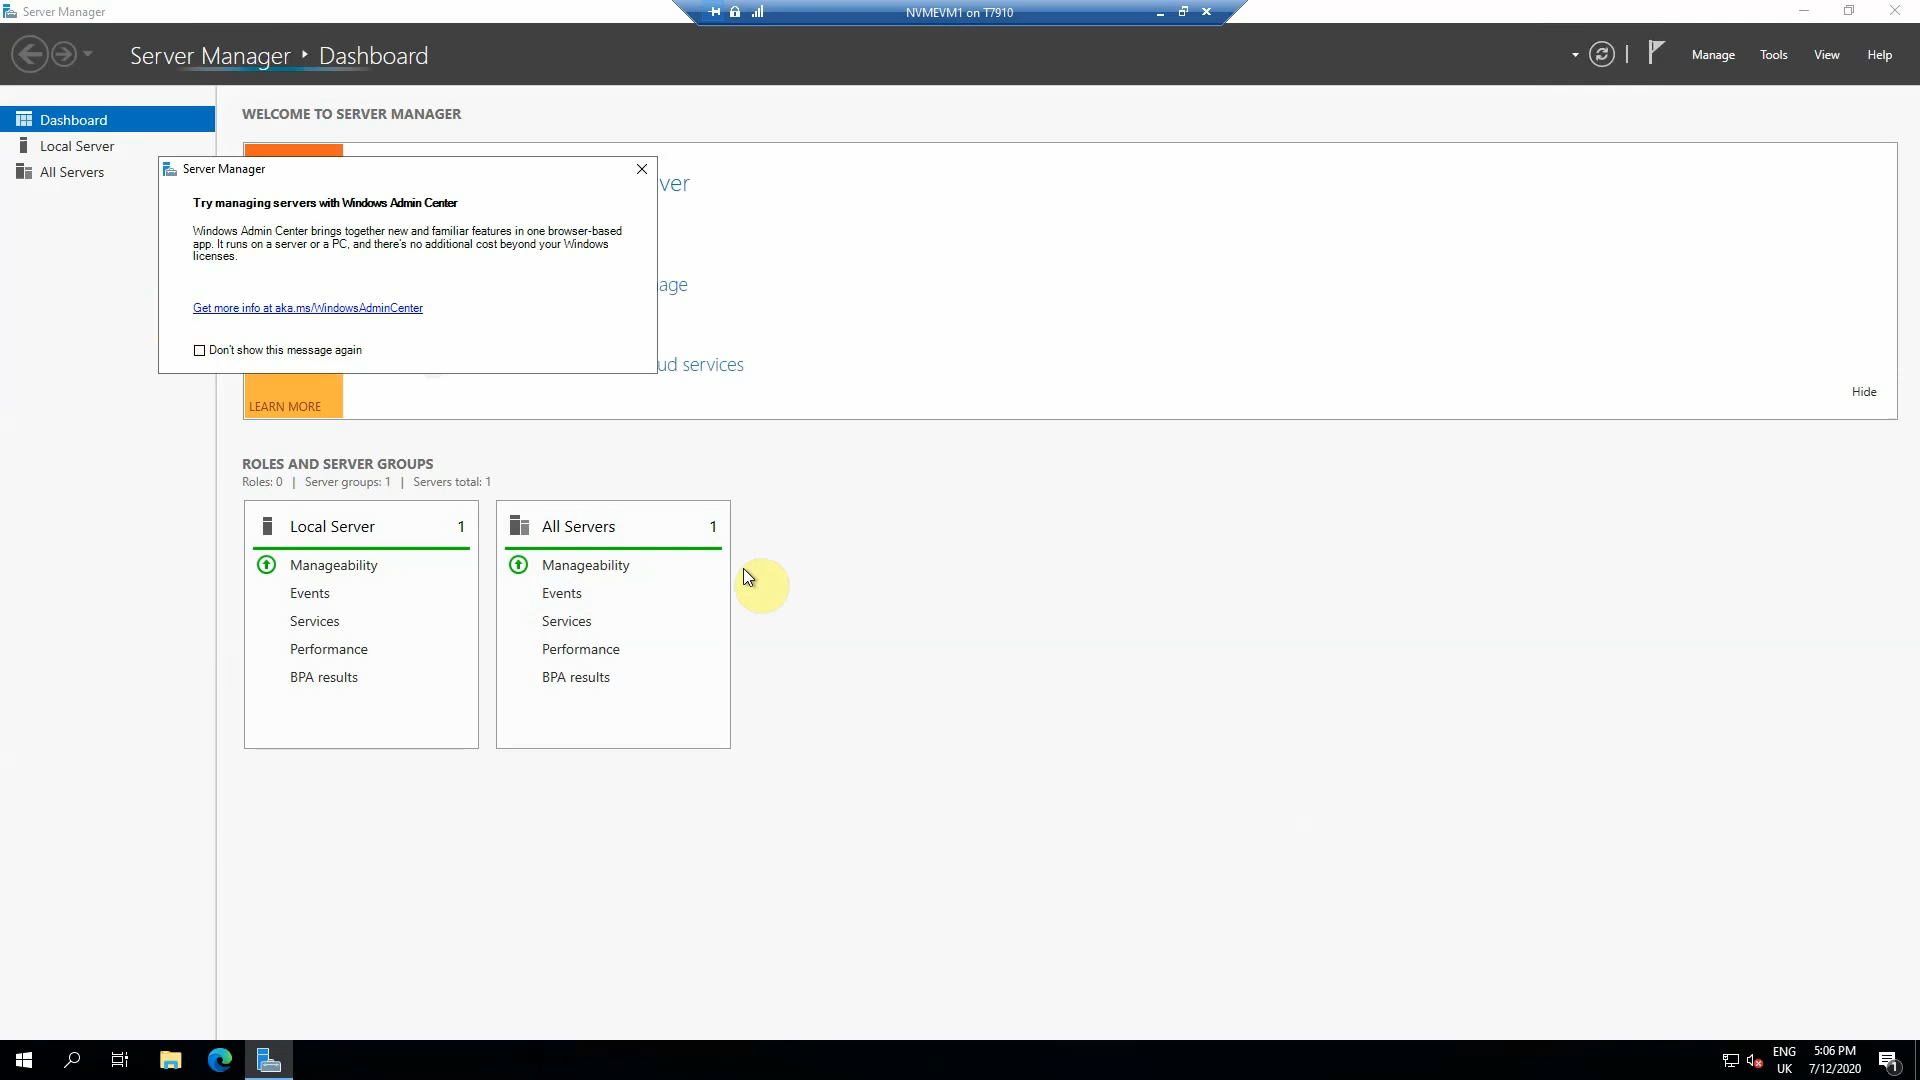 Server Manager
NVMEVM1 on T7910
Server Manager
Dashboard
Manage
Tools
View
Help
Dashboard
Local Server
All Servers
WELCOME TO SERVER MANAGER
Server Manager
Try managing servers with Windows Admin Center
Windows Admin Center brings together new and familiar features in one browser-based
app. It runs on a server or a PC, and there's no additional cost beyond your Windows
licenses.
Get more info at aka.ms/WindowsAdminCenter
Don't show this message again
ver
age
ud services
LEARN MORE
Hide
ROLES AND SERVER GROUPS
Roles: 0 | Server groups: 1 | Servers total: 1
Local Server 1
Manageability
Events
Services
Performance
BPA results
All Servers 1
Manageability
Events
Services
Performance
BPA results
ENG
UK
5:06 PM
7/12/2020
1